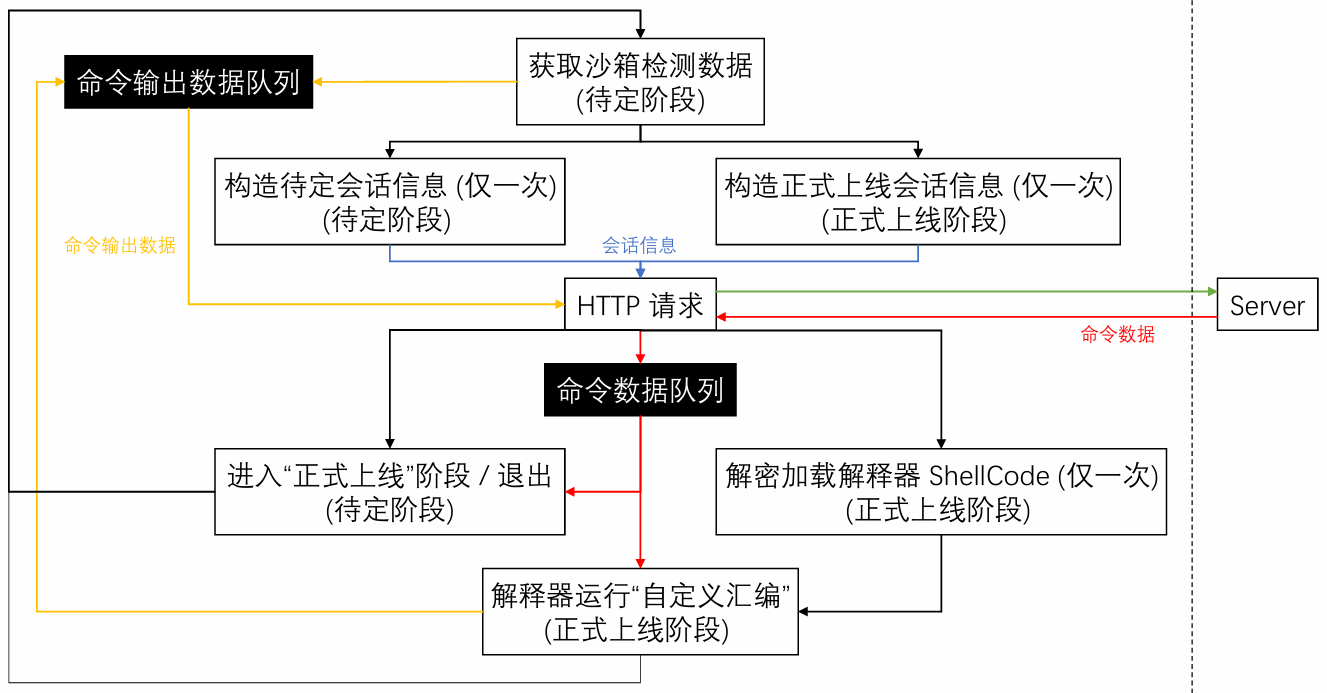 获取沙箱检测数据
(待定阶段)
命令输出数据队列
构造待定会话信息 (仅一次)
(待定阶段)
构造正式上线会话信息 (仅一次)
(正式上线阶段)
命令输出数据
会话信息
HTTP 请求
Server
命令数据
命令数据队列
进入“正式上线”阶段 / 退出
(待定阶段)
解密加载解释器 ShellCode (仅一次)
(正式上线阶段)
解释器运行“自定义汇编”
(正式上线阶段)